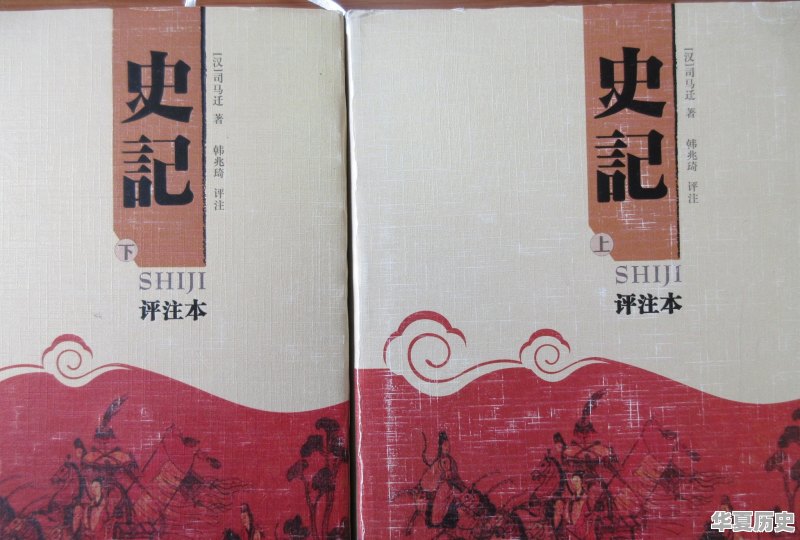 史記
[汉]司马迁 著
韩兆琦 评注
下
SHIJI
评注本
史記
[汉]司马迁 著
韩兆琦 评注
上
SHIJI
评注本
华夏历史